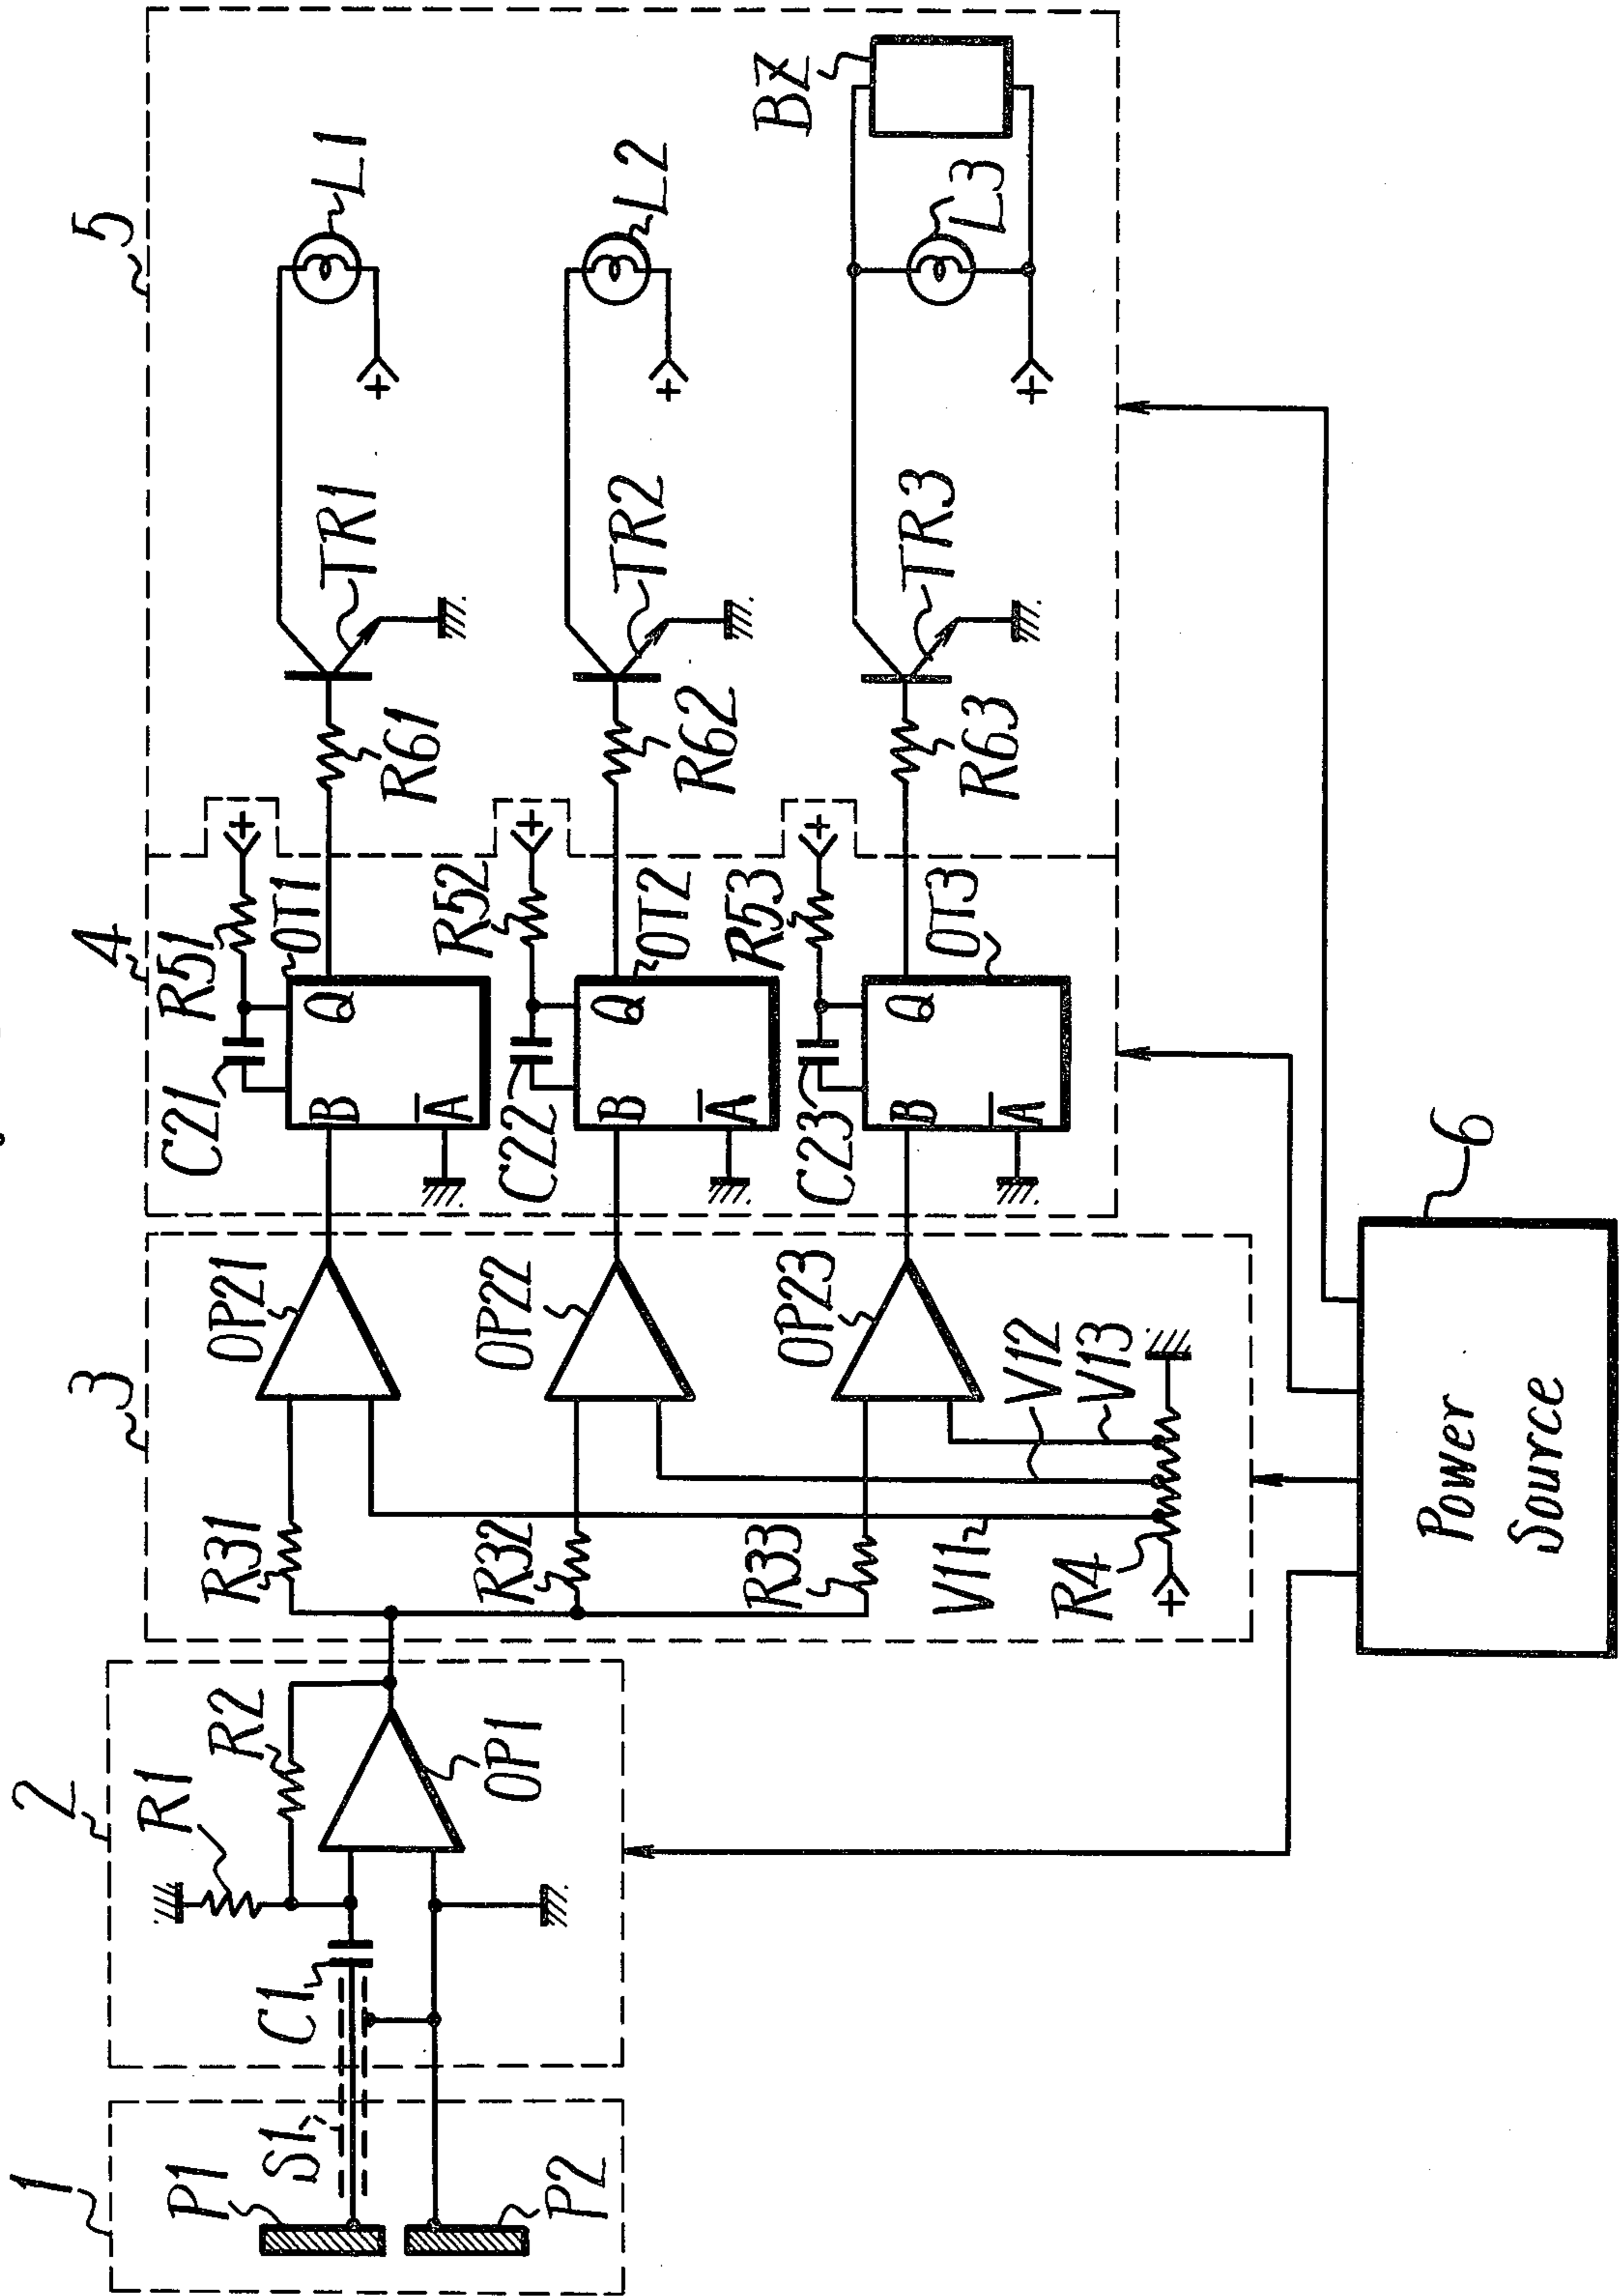 1
P1
S1
P2
2
R1
R2
C1
OP1
3
R31
OP21
R32
OP22
R33
OP23
V11
V12
V13
R4
+
4
R51
+
C21
OT1
B
Q
A̅
R52
+
C22
OT2
B
Q
A̅
R53
+
C23
OT3
B
Q
A̅
5
R61
TR1
L1
+
R62
TR2
L2
+
R63
TR3
L3
BZ
+
6
Power
Source